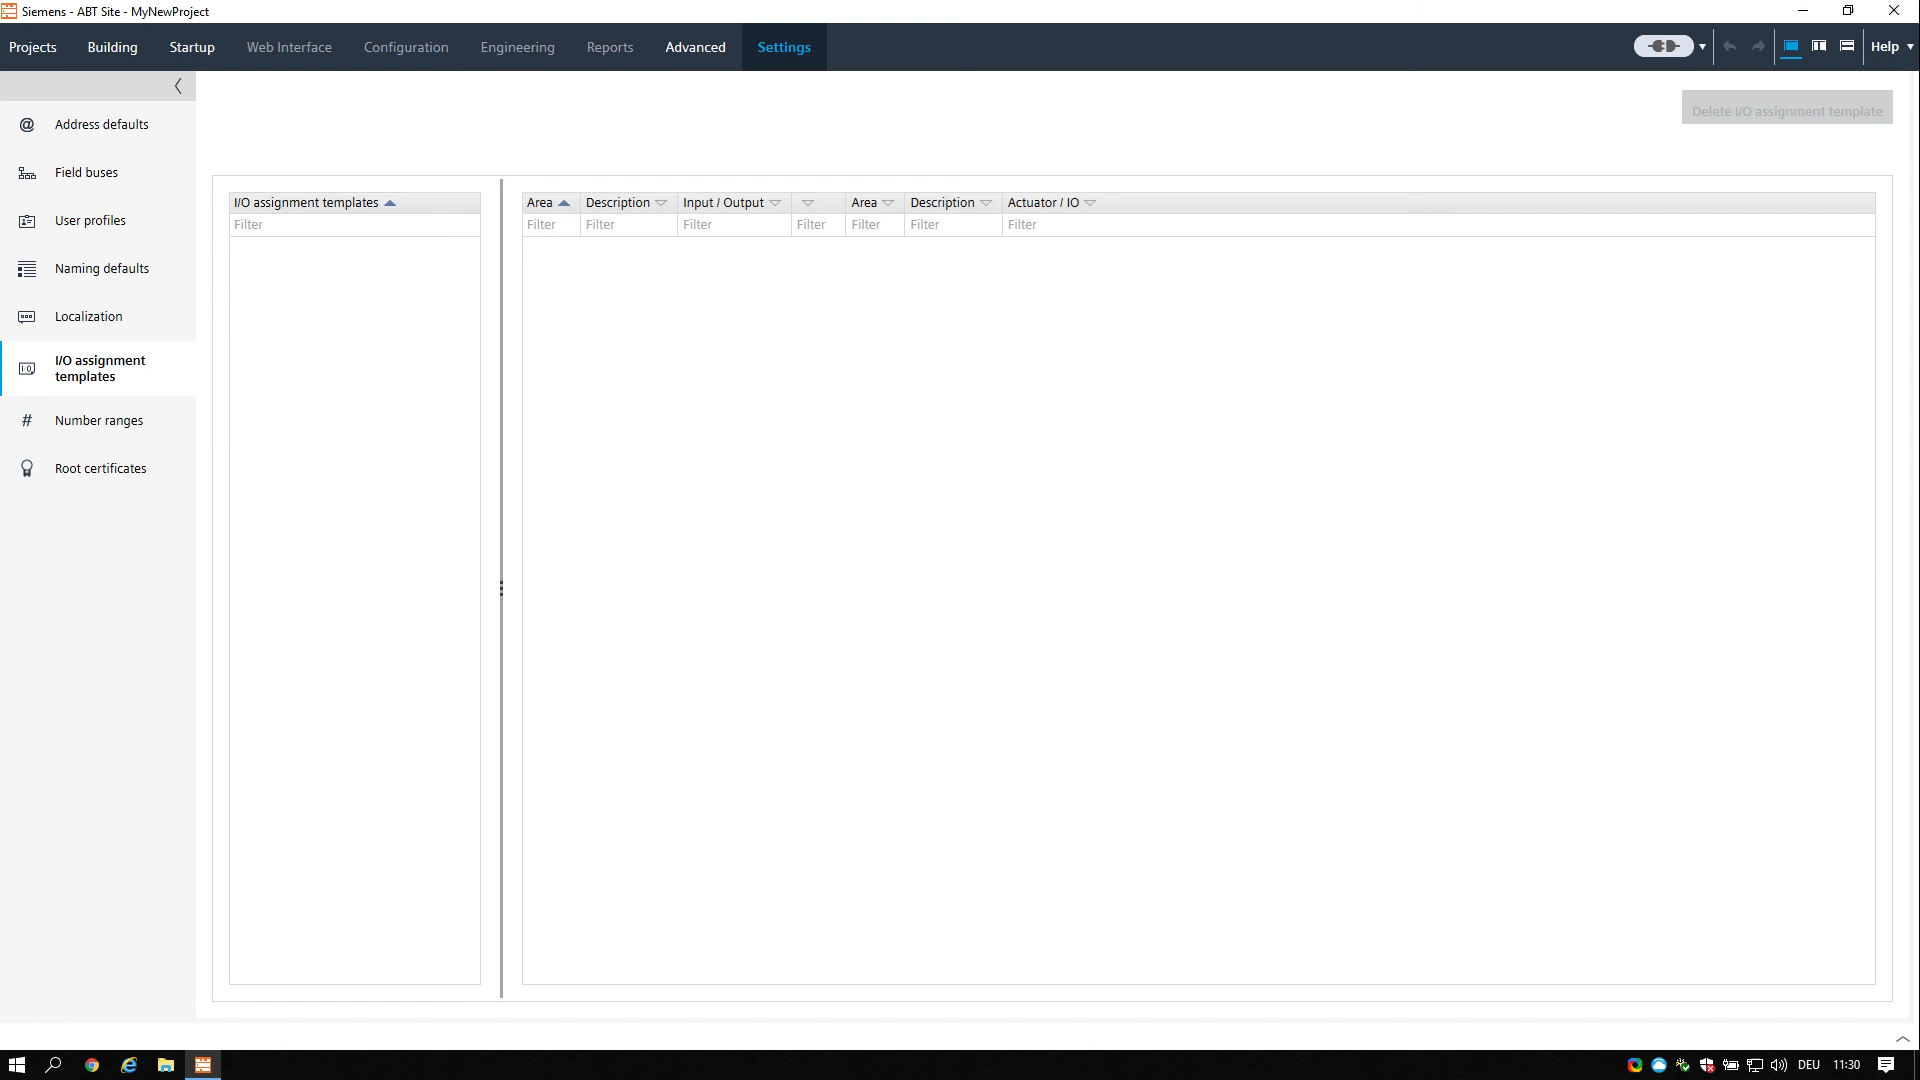 Siemens - ABT Site - MyNewProject
Projects Building Startup Web Interface Configuration Engineering Reports Advanced Settings Help
Delete I/O assignment template
@ Address defaults
Field buses
User profiles
Naming defaults
Localization
I/O assignment
templates
# Number ranges
Root certificates
I/O assignment templates
Filter
Area Description Input / Output Area Description Actuator / IO
Filter Filter Filter Filter Filter Filter Filter
DEU 11:30